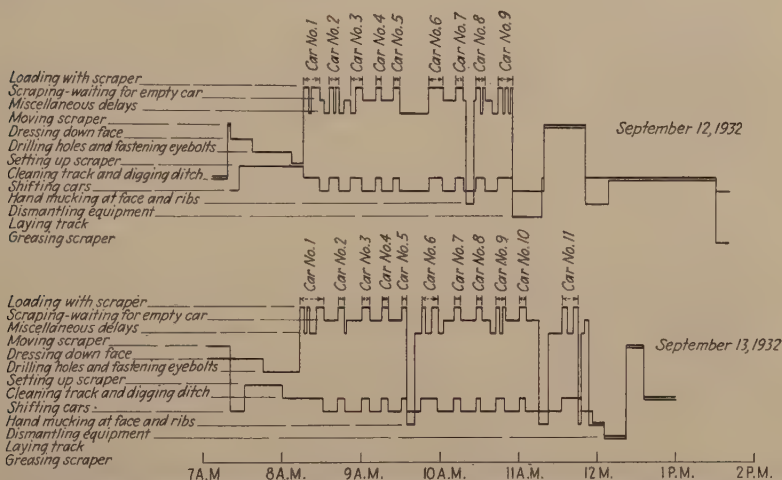 Car No.1
Car No.2
Car No.3
Car No.4
Car No.5
Car No.6
Car No.7
Car No.8
Car No.9
Loading with scraper
Scraping-waiting for empty car
Miscellaneous delays
Moving scraper
Dressing down face
Drilling holes and fastening eyebolts
Setting up scraper
Cleaning track and digging ditch
Shifting cars
Hand mucking at face and ribs
Dismantling equipment
Laying track
Greasing scraper
September 12, 1932
Car No.1
Car No.2
Car No.3
Car No.4
Car No.5
Car No.6
Car No.7
Car No.8
Car No.9
Car No.10
Car No.11
Loading with scraper
Scraping-waiting for empty car
Miscellaneous delays
Moving scraper
Dressing down face
Drilling holes and fastening eyebolts
Setting up scraper
Cleaning track and digging ditch
Shifting cars
Hand mucking at face and ribs
Dismantling equipment
Laying track
Greasing scraper
September 13, 1932
7 A.M. 8 A.M. 9 A.M. 10 A.M. 11 A.M. 12 M. 1 P.M. 2 P.M.